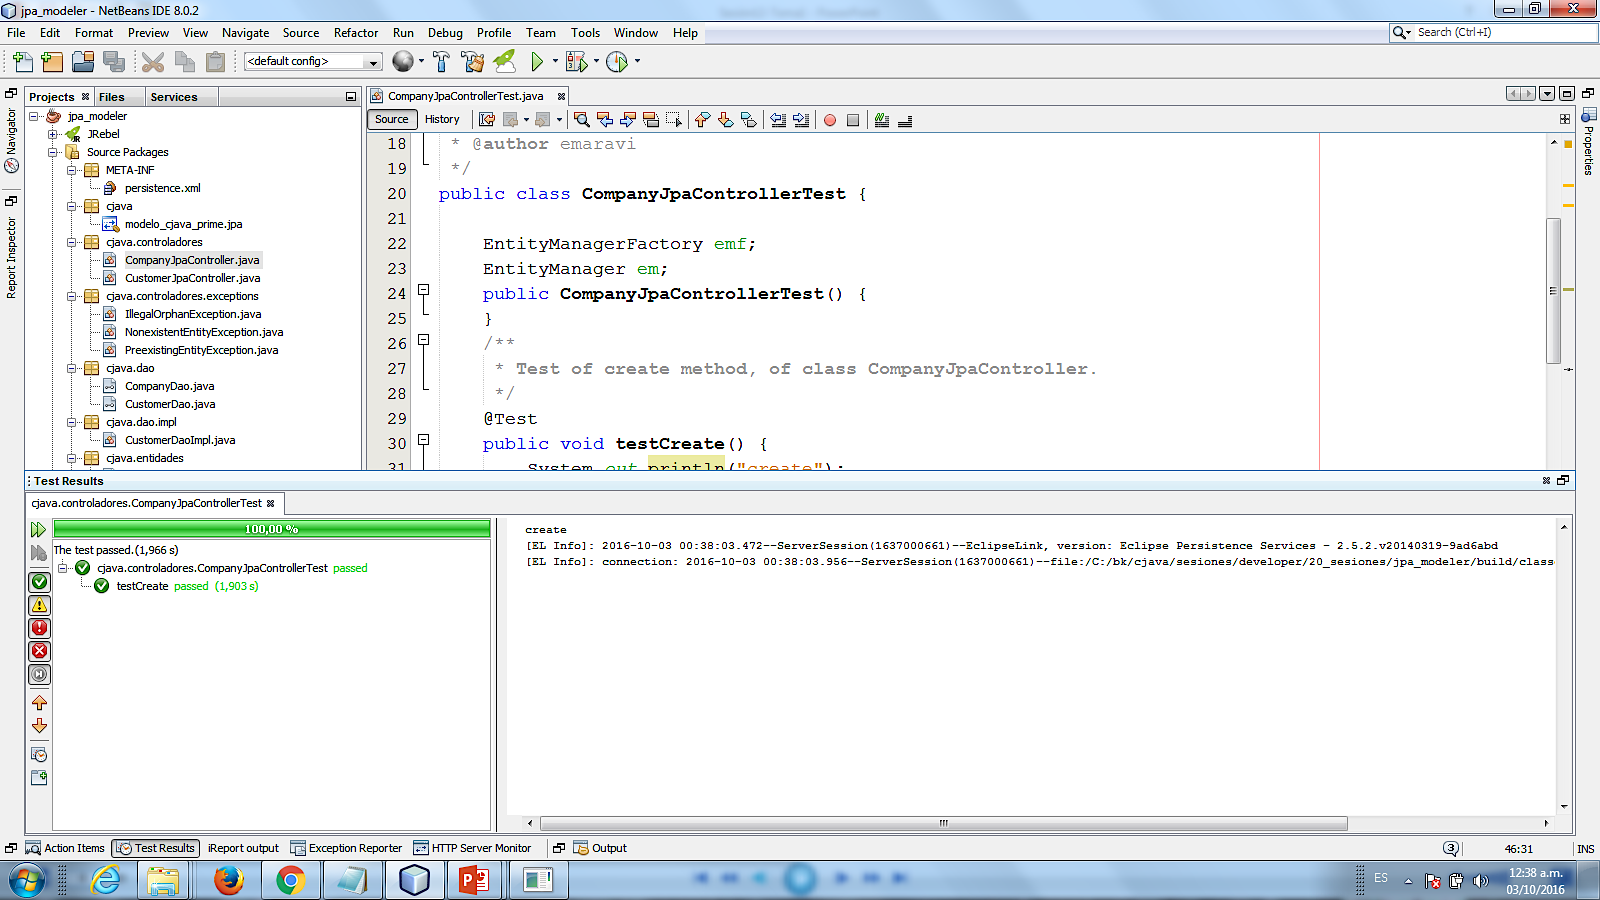 jpa_modeler - NetBeans IDE 8.0.2
File Edit Format Preview View Navigate Source Refactor Run Debug Profile Team Tools Window Help
Search (Ctrl+I)
<default config>
Projects Files Services
Navigator
Report Inspector
jpa_modeler
JRebel
Source Packages
META-INF
persistence.xml
cjava
modelo_cjava_prime.jpa
cjava.controladores
CompanyJpaController.java
CustomerJpaController.java
cjava.controladores.exceptions
IllegalOrphanException.java
NonexistentEntityException.java
PreexistingEntityException.java
cjava.dao
CompanyDao.java
CustomerDao.java
cjava.dao.impl
CustomerDaoImpl.java
cjava.entidades
CompanyJpaControllerTest.java
Source History
Properties
18 * @author emaravi
19 */
20 public class CompanyJpaControllerTest {
21
22 EntityManagerFactory emf;
23 EntityManager em;
24 public CompanyJpaControllerTest() {
25 }
26 /**
27 * Test of create method, of class CompanyJpaController.
28 */
29 @Test
30 public void testCreate() {
31 System.out.println("create");
Test Results
cjava.controladores.CompanyJpaControllerTest
100,00 %
The test passed.(1,966 s)
cjava.controladores.CompanyJpaControllerTest passed
testCreate passed (1,903 s)
create
[EL Info]: 2016-10-03 00:38:03.472--ServerSession(1637000661)--EclipseLink, version: Eclipse Persistence Services - 2.5.2.v20140319-9ad6abd
[EL Info]: connection: 2016-10-03 00:38:03.956--ServerSession(1637000661)--file:/C:/bk/cjava/sesiones/developer/20_sesiones/jpa_modeler/build/class
Action Items Test Results iReport output Exception Reporter HTTP Server Monitor Output
3
46:31 INS
ES
12:38 a.m.
03/10/2016